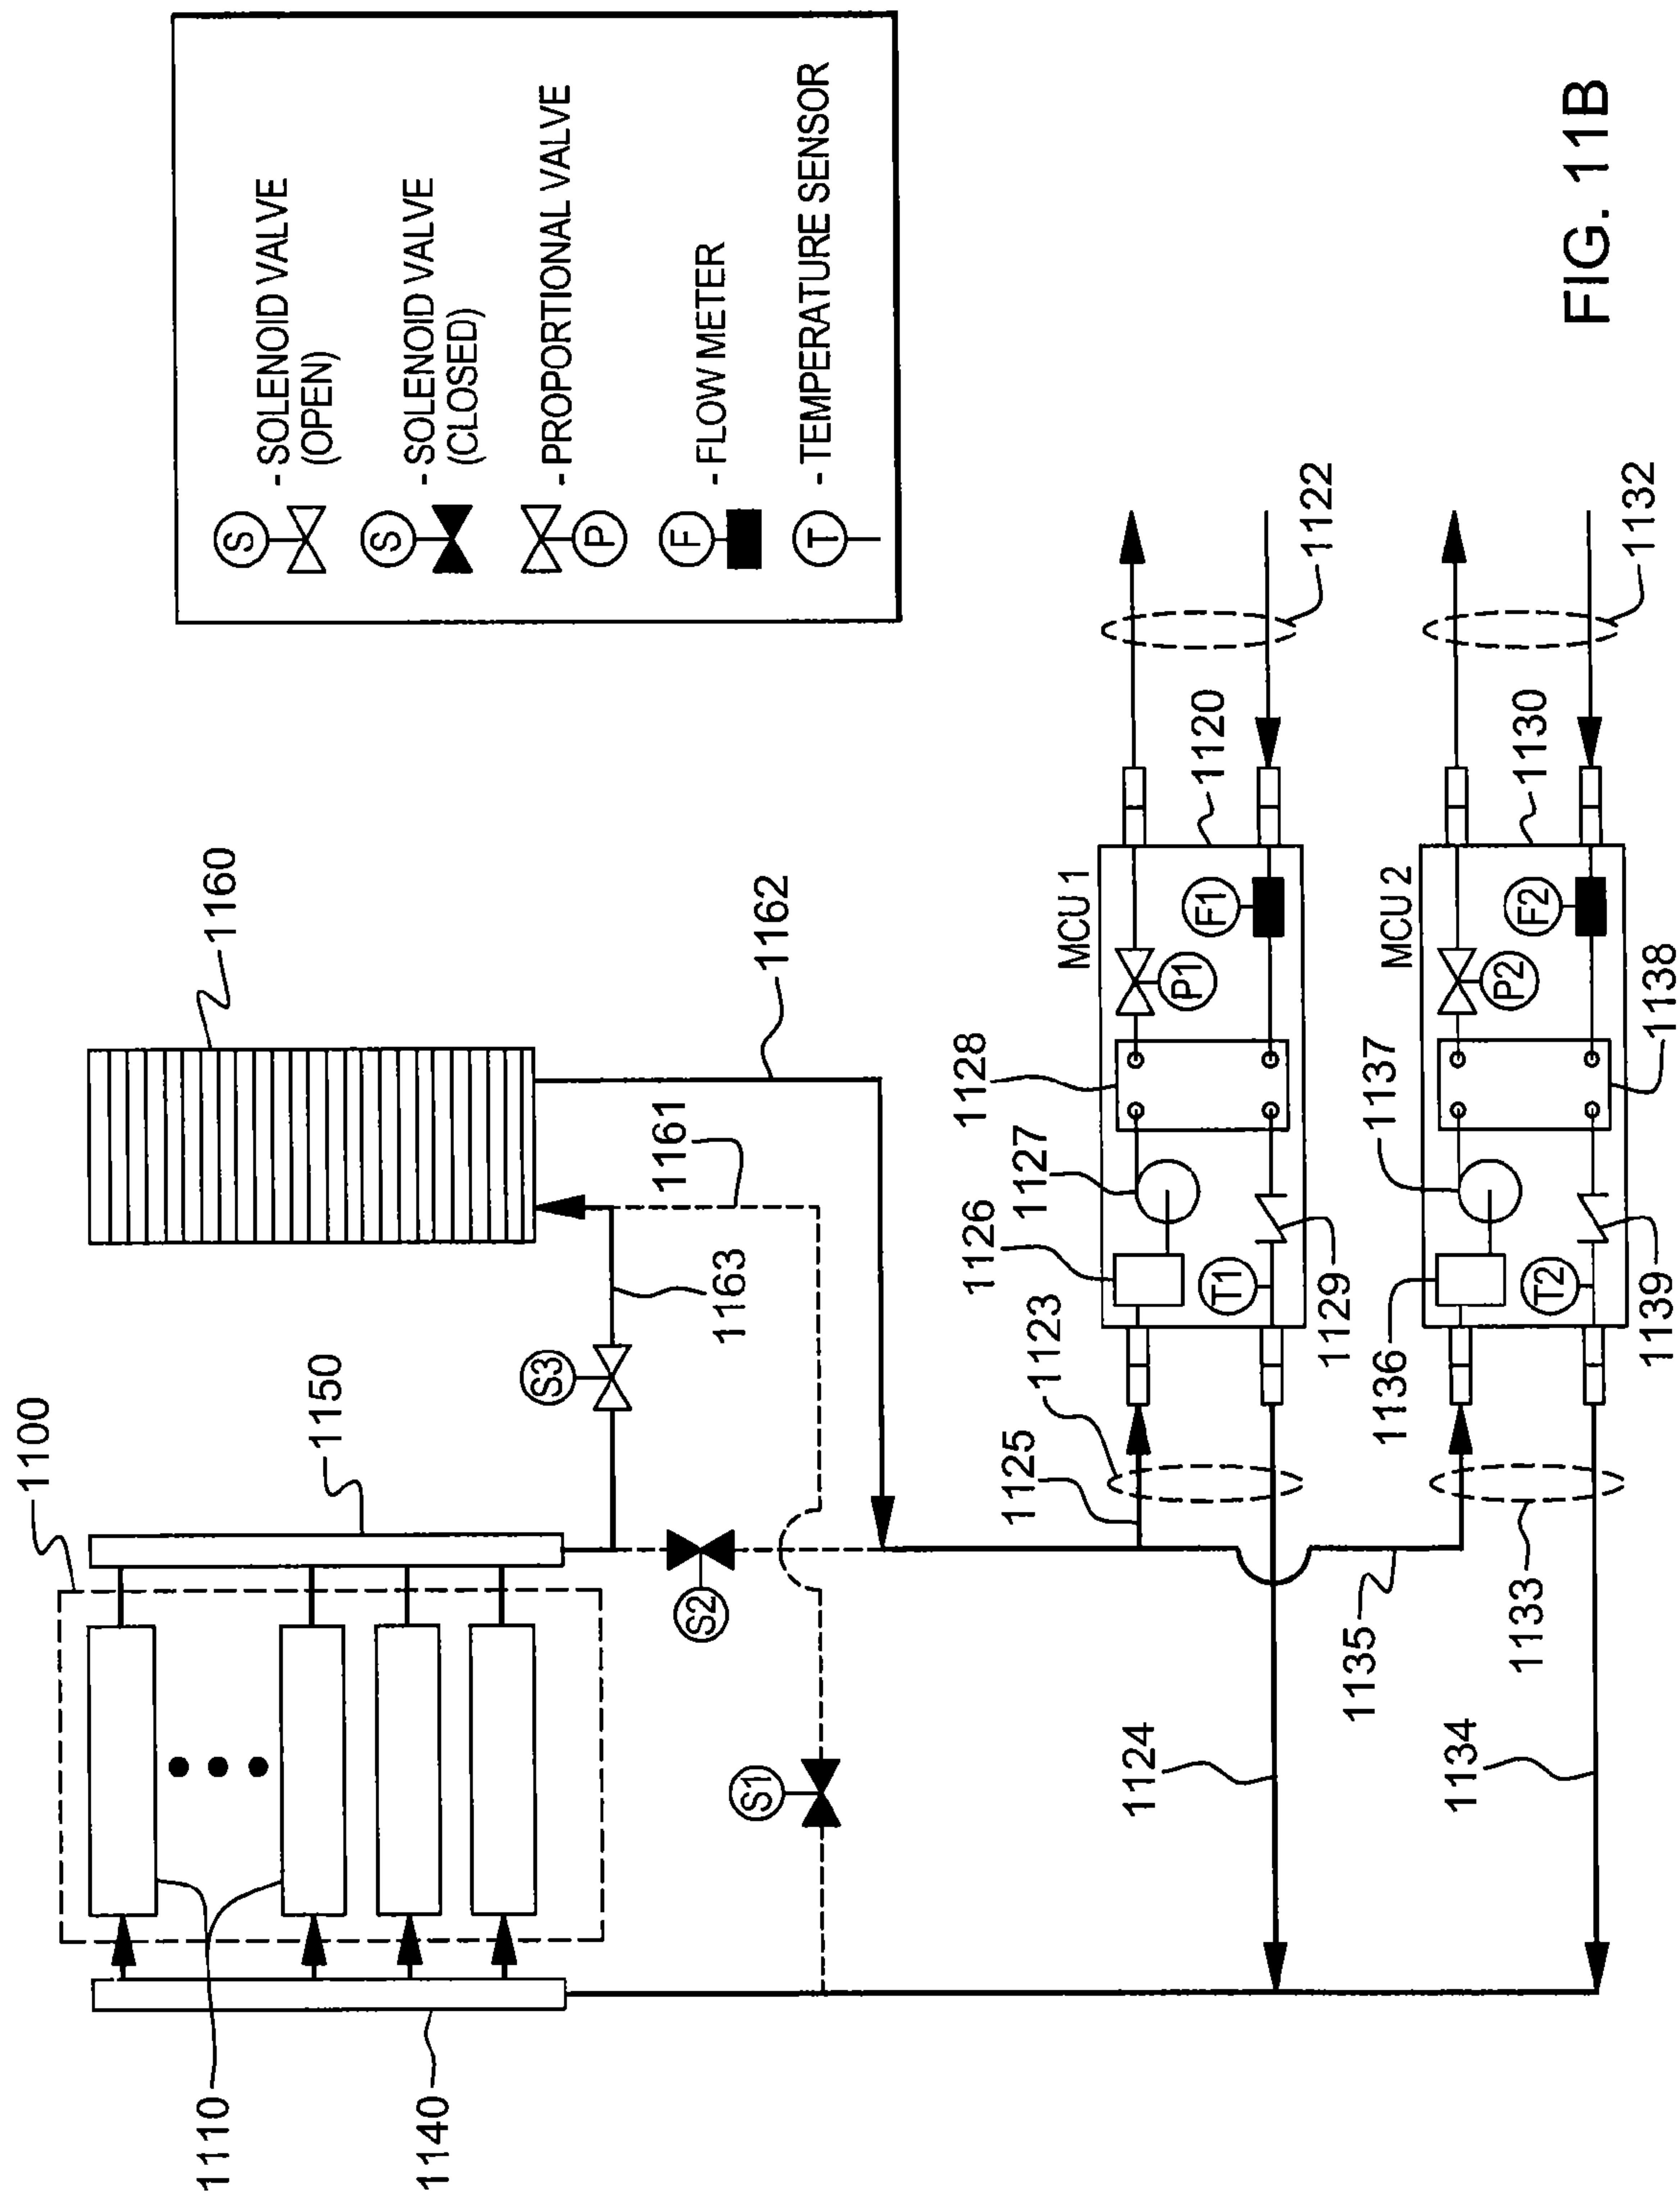 1100
1150
1110
1140
S3
S2
S1
1160
1163
1161
1162
S
- SOLENOID VALVE
(OPEN)
S
- SOLENOID VALVE
(CLOSED)
P
- PROPORTIONAL VALVE
F
- FLOW METER
T
- TEMPERATURE SENSOR
1124
1125
1123
1126
1127
1128
MCU 1
P1
F1
T1
1129
1120
1122
1134
1135
1133
1136
1137
MCU 2
P2
F2
T2
1139
1138
1130
1132
FIG. 11B